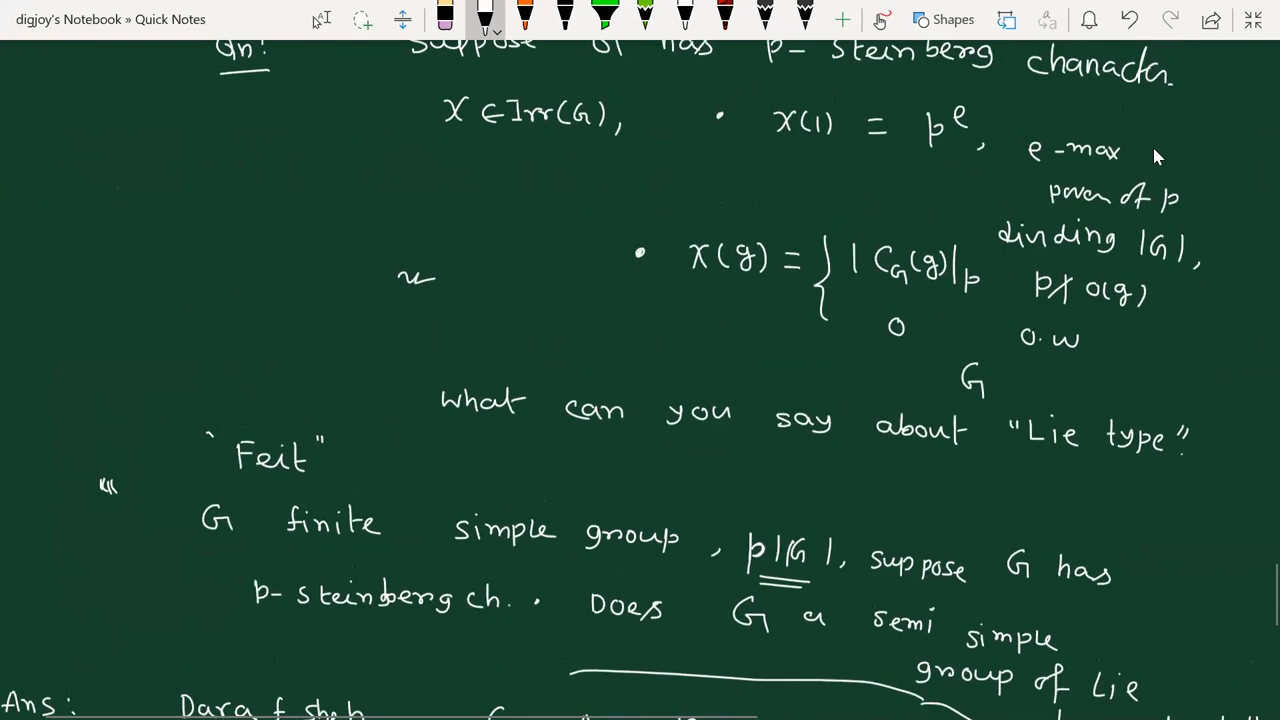 digjoy's Notebook » Quick Notes
Shapes
Qn: Suppose G has p- steinberg character.
χ ∈ Irr(G), • χ(1) = p^e,
e -max
power of p
dividing |G|,
• χ(g) = { |C_G(g)|_p p∤ o(g)
0 o.w
G
what can you say about "Lie type".
"Feit"
G finite simple group, p||G|, suppose G has
p- steinberg ch. . Does G a semi simple
group of Lie
Ans: Darafsheh